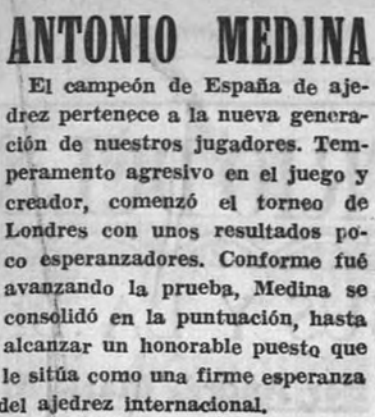 ANTONIO MEDINA
El campeón de España de aje-
drez pertenece a la nueva genera-
ción de nuestros jugadores. Tem-
peramento agresivo en el juego y
creador, comenzó el torneo de
Londres con unos resultados po-
co esperanzadores. Conforme fué
avanzando la prueba, Medina se
consolidó en la puntuación, hasta
alcanzar un honorable puesto que
le sitúa como una firme esperanza
del ajedrez internacional.